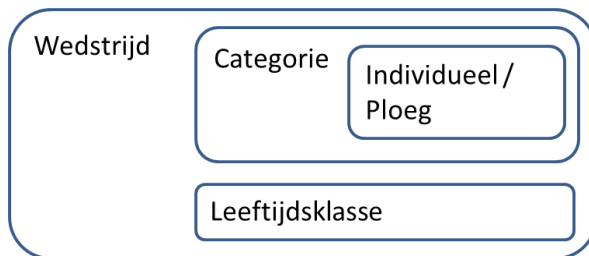 Wedstrijd
Categorie
Individueel /
Ploeg
Leeftijdsklasse